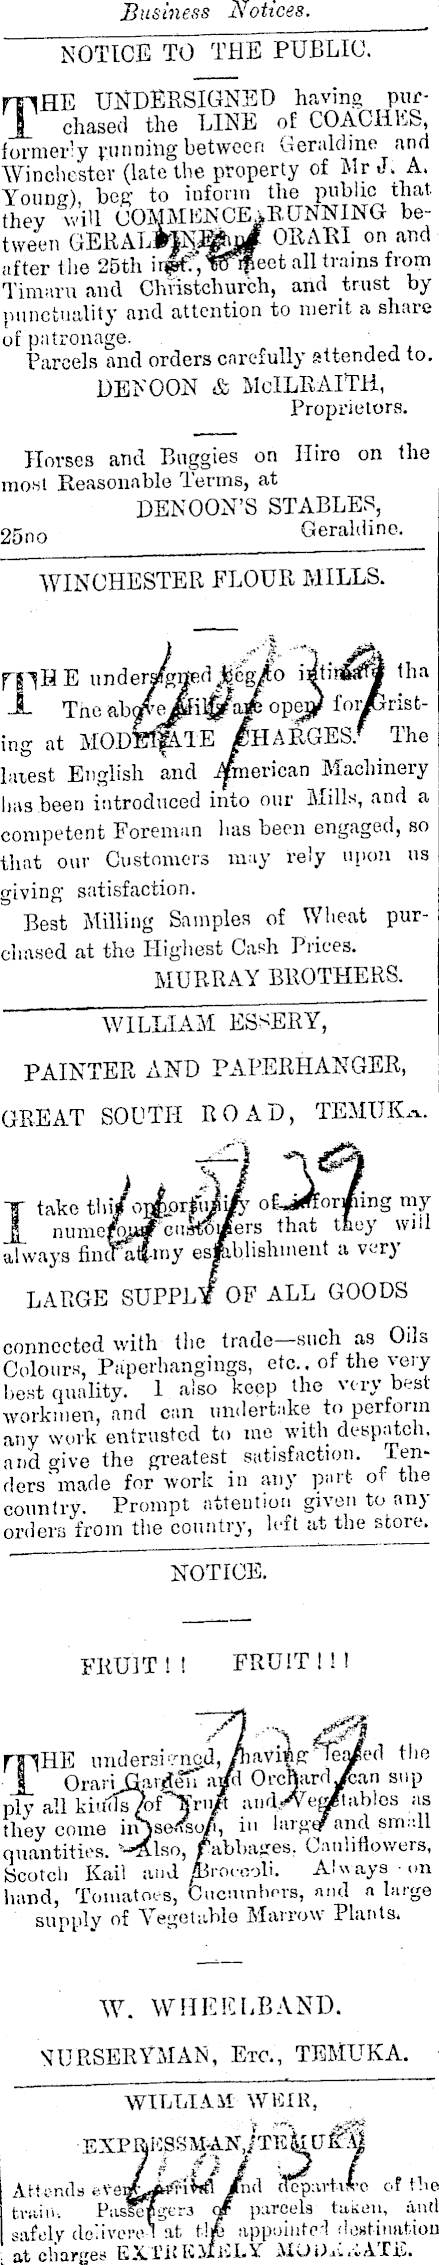 Business Notices.
NOTICE TO THE PUBLIC.
THE UNDERSIGNED having pur-
chased the LINE of COACHES,
formerly running between Geraldine and
Winchester (late the property of Mr J. A.
Young), beg to inform the public that
they will COMMENCE RUNNING be-
tween GERALDINE and ORARI on and
after the 25th inst., to meet all trains from
Timaru and Christchurch, and trust by
punctuality and attention to merit a share
of patronage.
Parcels and orders carefully attended to.
DENOON & McILRAITH,
Proprietors.
Horses and Buggies on Hire on the
most Reasonable Terms, at
DENOON'S STABLES,
25no Geraldine.
WINCHESTER FLOUR MILLS.
THE undersigned beg to intimate tha
The above Mills are open for Grist-
ing at MODERATE CHARGES. The
latest English and American Machinery
has been introduced into our Mills, and a
competent Foreman has been engaged, so
that our Customers may rely upon us
giving satisfaction.
Best Milling Samples of Wheat pur-
chased at the Highest Cash Prices.
MURRAY BROTHERS.
WILLIAM ESSERY,
PAINTER AND PAPERHANGER,
GREAT SOUTH ROAD, TEMUKA.
I take this opportunity of informing my
numerous customers that they will
always find at my establishment a very
LARGE SUPPLY OF ALL GOODS
connected with the trade—such as Oils
Colours, Paperhangings, etc., of the very
best quality. I also keep the very best
workmen, and can undertake to perform
any work entrusted to me with despatch,
and give the greatest satisfaction. Ten-
ders made for work in any part of the
country. Prompt attention given to any
orders from the country, left at the store.
NOTICE.
FRUIT!! FRUIT!!!
THE undersigned, having leased the
Orari Garden and Orchard, can sup
ply all kinds of Fruit and Vegetables as
they come in season, in large and small
quantities. Also, Cabbages, Cauliflowers,
Scotch Kail and Broccoli. Always on
hand, Tomatoes, Cucumbers, and a large
supply of Vegetable Marrow Plants.
W. WHEELBAND.
NURSERYMAN, ETC., TEMUKA.
WILLIAM WEIR,
EXPRESSMAN, TEMUKA
Attends every arrival and departure of the
train. Passengers or parcels taken, and
safely delivered at the appointed destination
at charges EXTREMELY MODERATE.